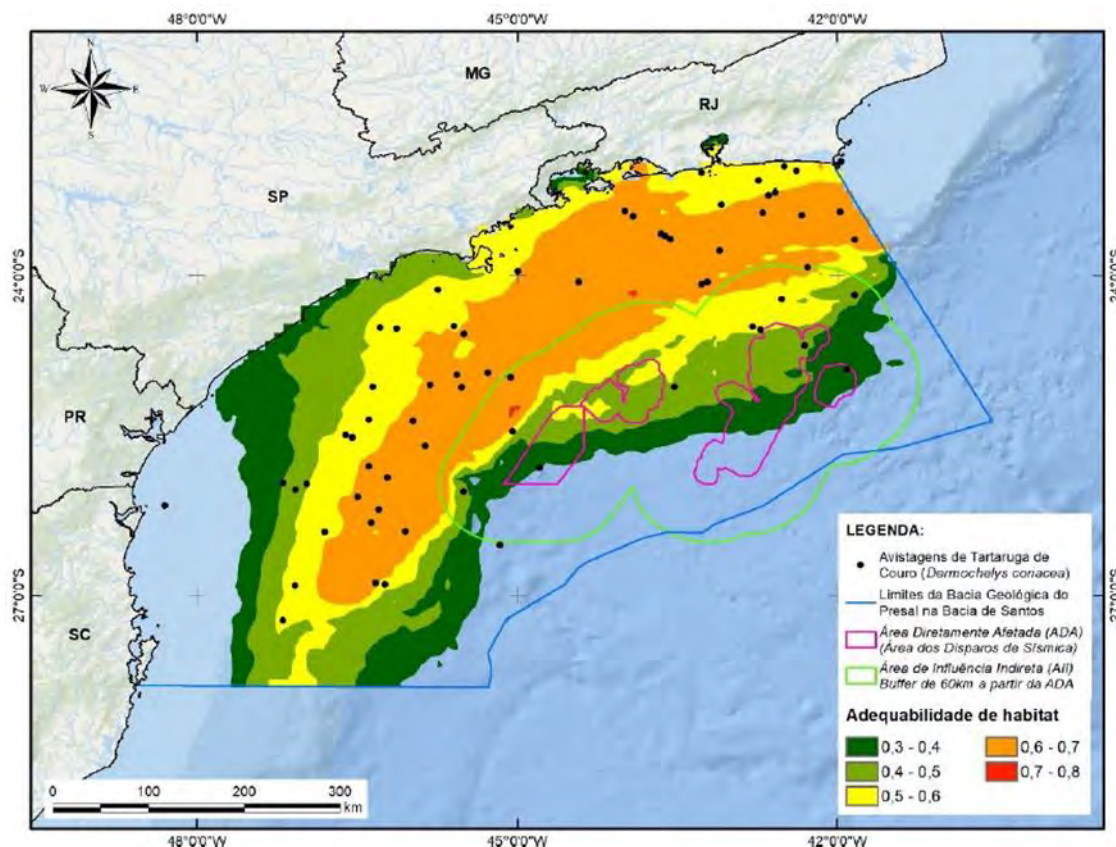 48°0'0"W 45°0'0"W 42°0'0"W
N
W E
S
MG
RJ
SP
24°0'0"S 24°0'0"S
PR
27°0'0"S 27°0'0"S
SC
LEGENDA:
Avistagens de Tartaruga de
Couro (Dermochelys coriacea)
Limites da Bacia Geológica do
Presal na Bacia de Santos
Área Diretamente Afetada (ADA)
(Área dos Disparos de Sísmica)
Área de Influência Indireta (AII)
Buffer de 60km a partir da ADA
Adequabilidade de habitat
0,3 - 0,4 0,6 - 0,7
0,4 - 0,5 0,7 - 0,8
0,5 - 0,6
0 100 200 300
km
48°0'0"W 45°0'0"W 42°0'0"W